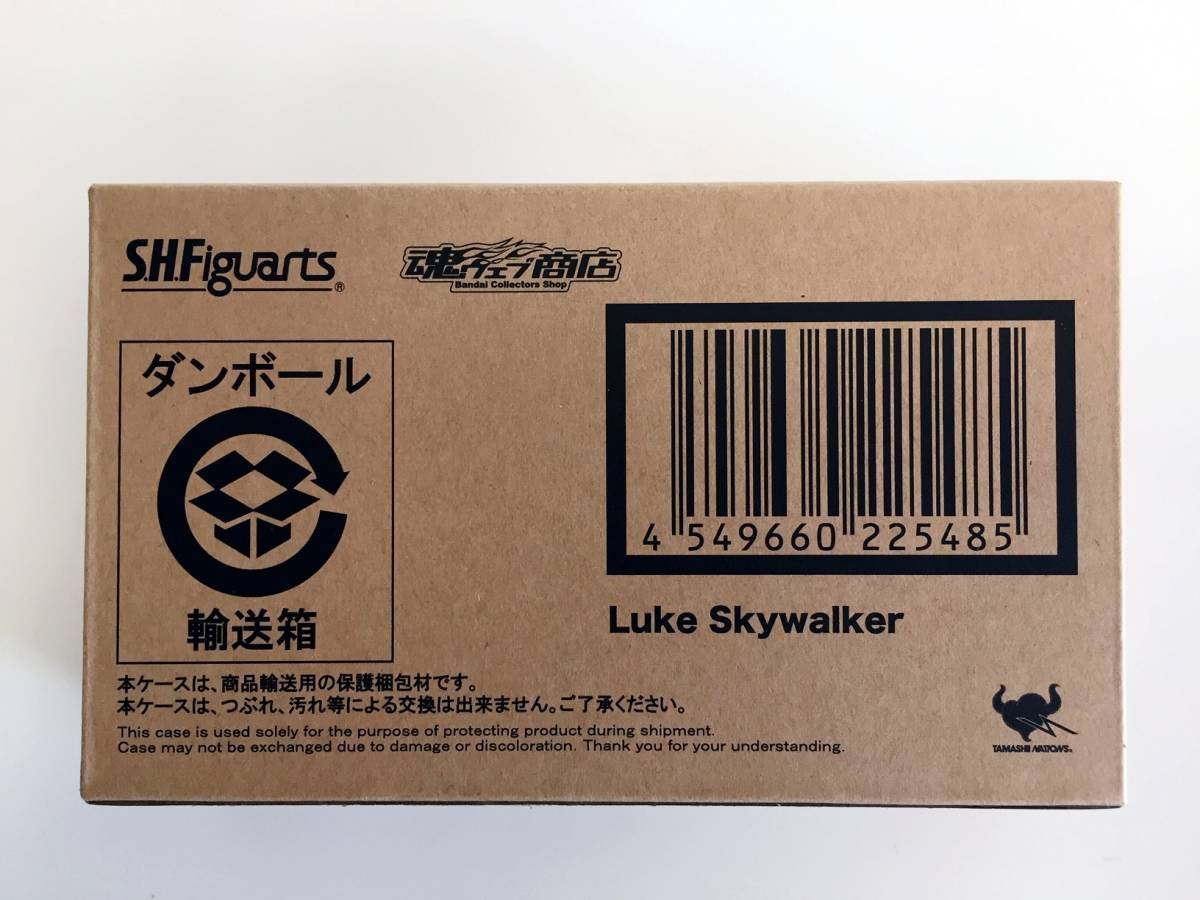 S.H.Figuarts®
魂ウェブ商店
Bandai Collectors Shop
ダンボール
輸送箱
4 549660 225485
Luke Skywalker
本ケースは、商品輸送用の保護梱包材です。
本ケースは、つぶれ、汚れ等による交換は出来ません。ご了承ください。
This case is used solely for the purpose of protecting product during shipment.
Case may not be exchanged due to damage or discoloration. Thank you for your understanding.
TAMASHII NATIONS®